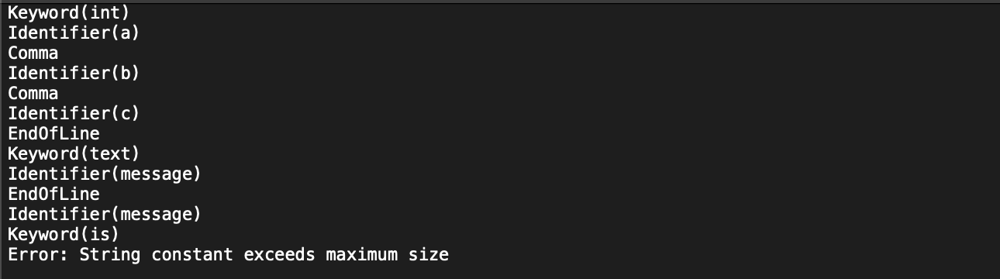 Keyword(int)
Identifier(a)
Comma
Identifier(b)
Comma
Identifier(c)
EndOfLine
Keyword(text)
Identifier(message)
EndOfLine
Identifier(message)
Keyword(is)
Error: String constant exceeds maximum size